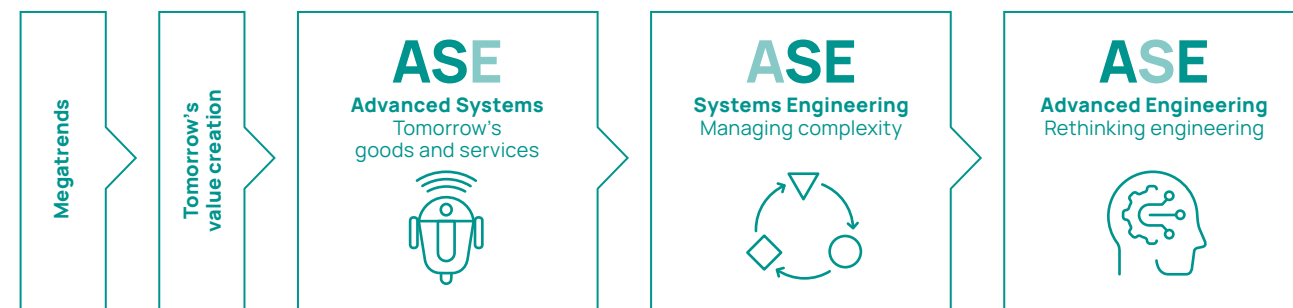 Megatrends
Tomorrow's
value creation
ASE
Advanced Systems
Tomorrow's
goods and services
ASE
Systems Engineering
Managing complexity
ASE
Advanced Engineering
Rethinking engineering